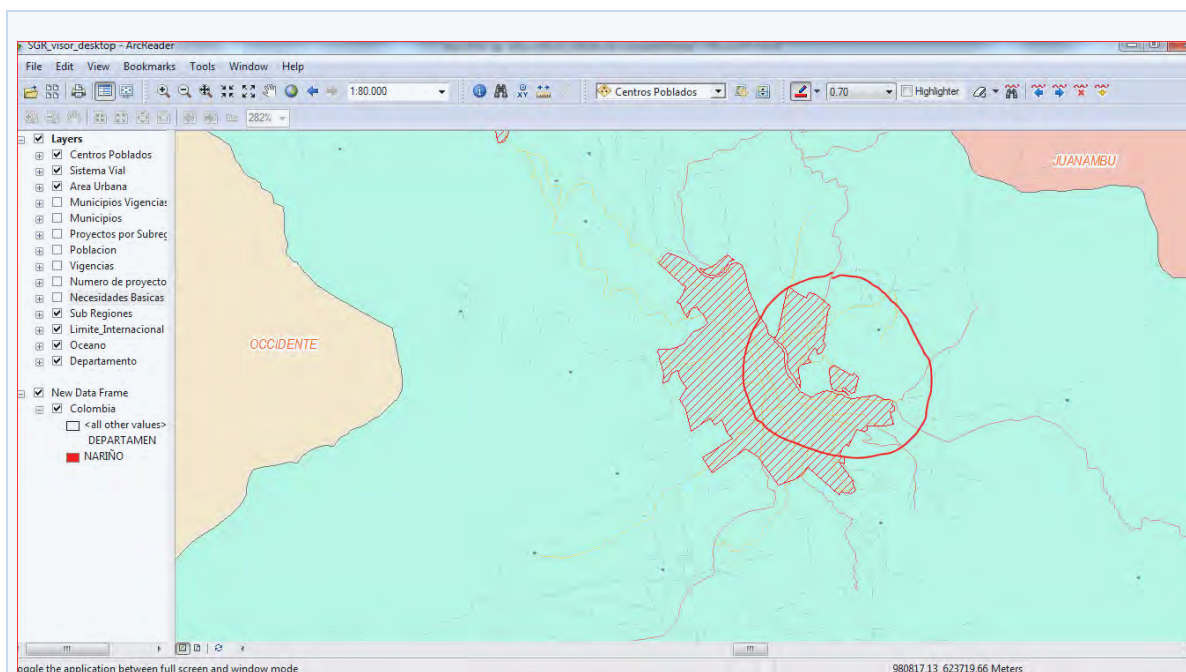 SGR_visor_desktop - ArcReader
File Edit View Bookmarks Tools Window Help
1:80.000
Centros Poblados
0.70
Highlighter
282%
Layers
Centros Poblados
Sistema Vial
Area Urbana
Municipios Vigencias
Municipios
Proyectos por Subreg
Poblacion
Vigencias
Numero de proyecto
Necesidades Basicas
Sub Regiones
Limite_Internacional
Oceano
Departamento
New Data Frame
Colombia
<all other values>
DEPARTAMEN
NARIÑO
JUANAMBU
OCCIDENTE
oggle the application between full screen and window mode
980817,13 623719,66 Meters